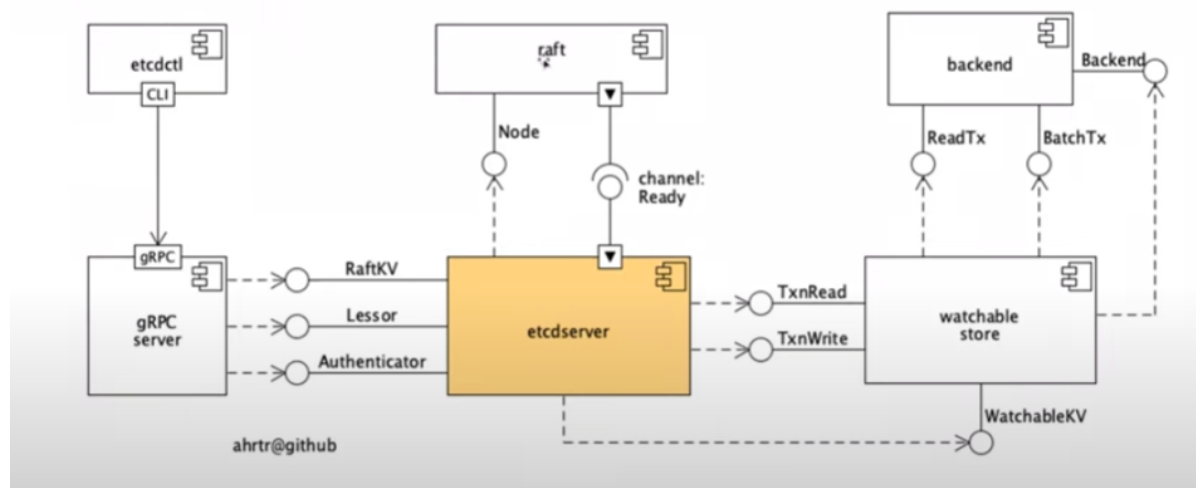 etcdctl
CLI
raft
backend
Backend
Node
channel:
Ready
ReadTx
BatchTx
gRPC
gRPC
server
RaftKV
Lessor
Authenticator
etcdserver
TxnRead
TxnWrite
watchable
store
WatchableKV
ahrtr@github